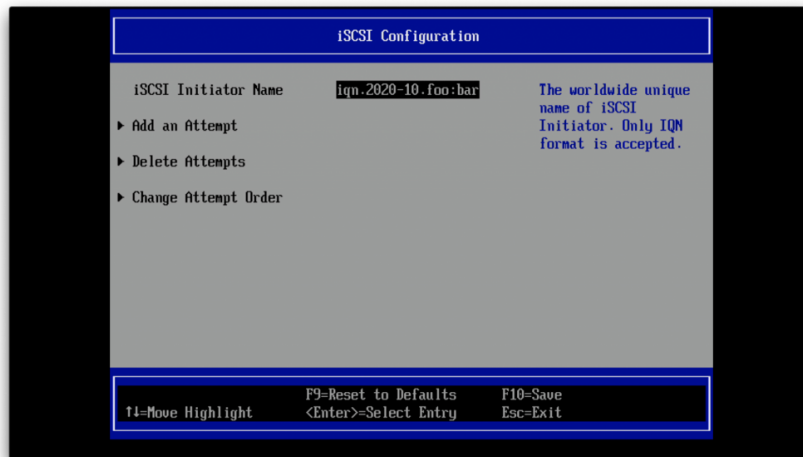 iSCSI Configuration
iSCSI Initiator Name iqn.2020-10.foo:bar
The worldwide unique
name of iSCSI
Initiator. Only IQN
format is accepted.
Add an Attempt
Delete Attempts
Change Attempt Order
F9=Reset to Defaults F10=Save
↑↓=Move Highlight <Enter>=Select Entry Esc=Exit